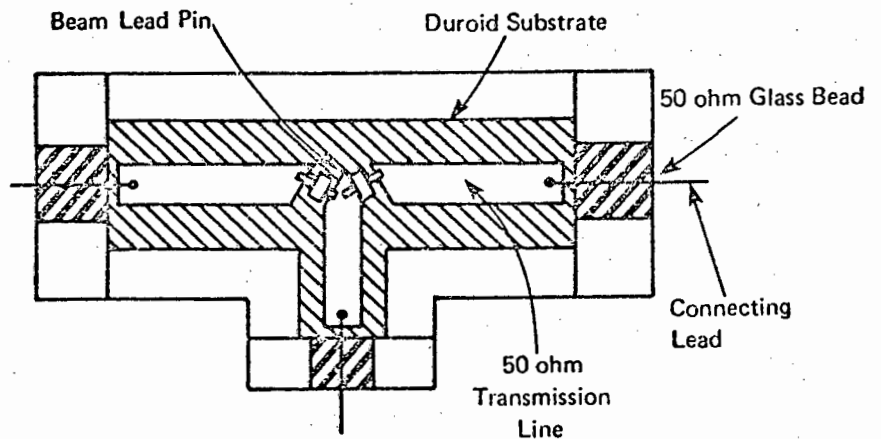 Beam Lead Pin
Duroid Substrate
50 ohm Glass Bead
Connecting
Lead
50 ohm
Transmission
Line